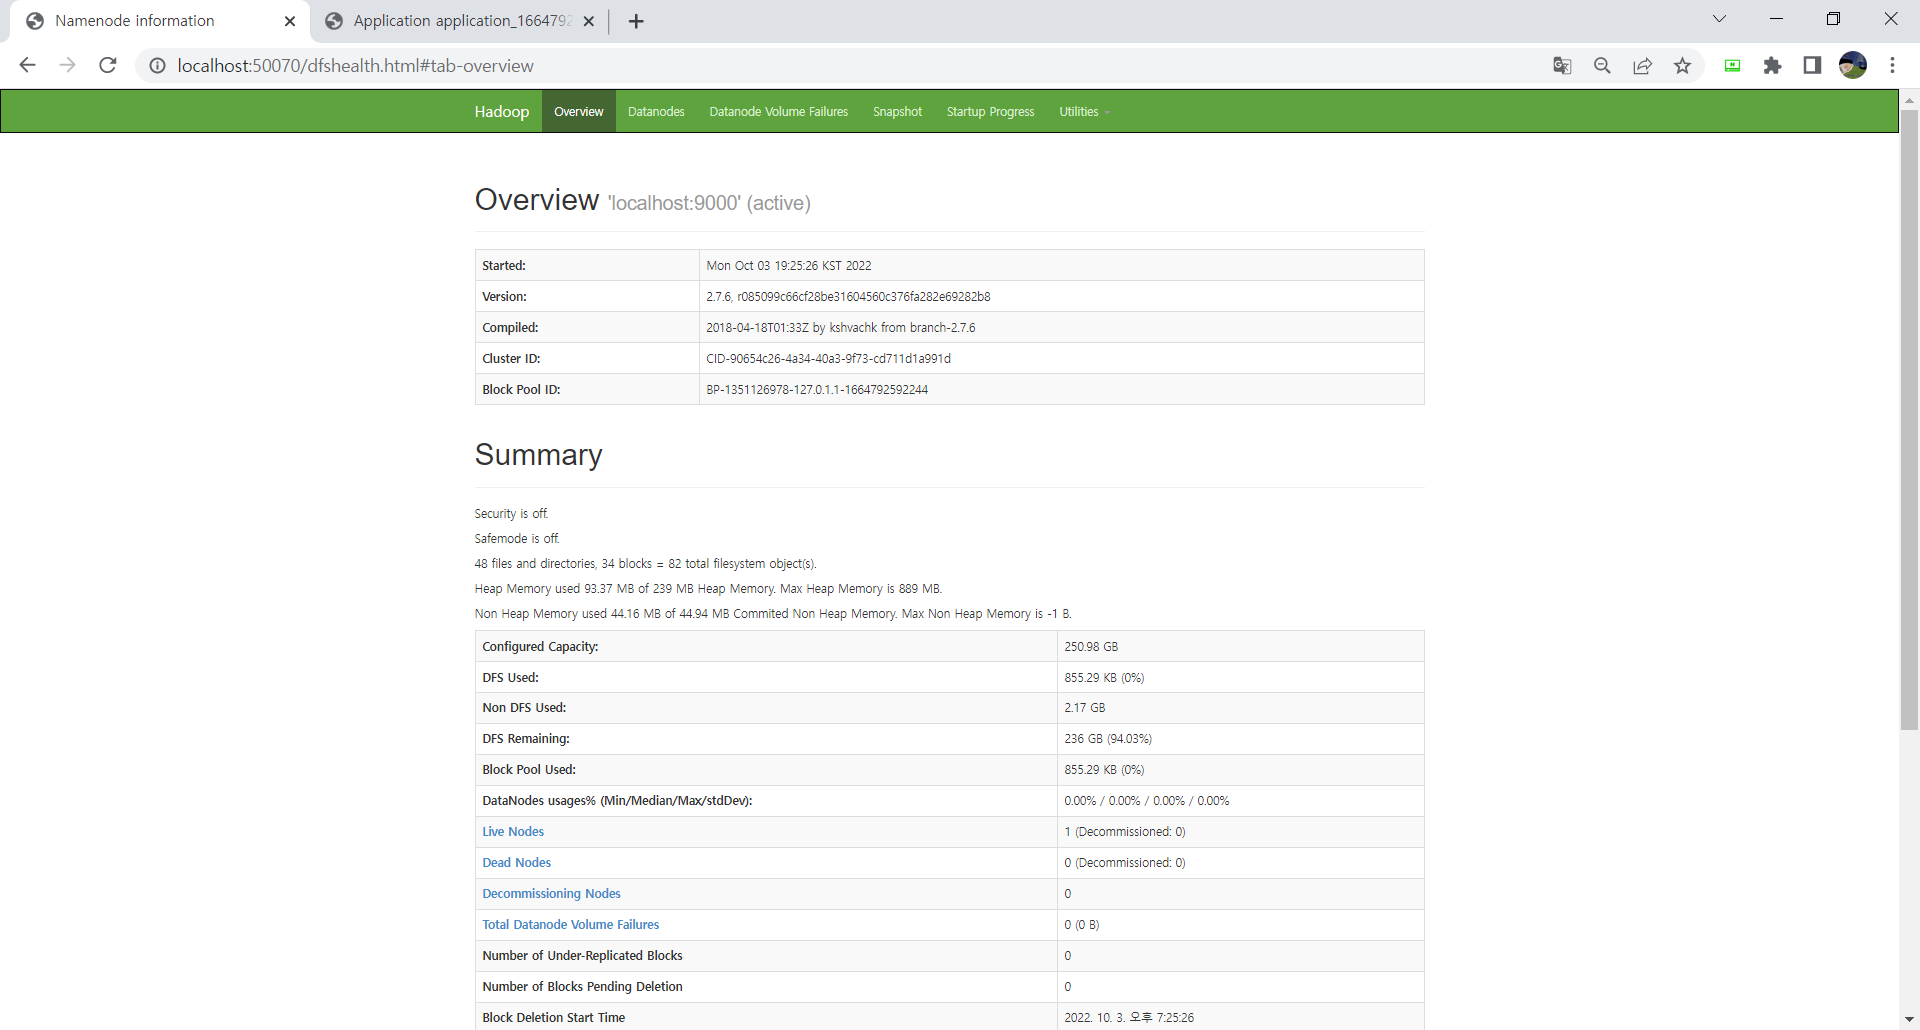 Namenode information
Application application_1664792
localhost:50070/dfshealth.html#tab-overview
Hadoop Overview Datanodes Datanode Volume Failures Snapshot Startup Progress Utilities
Overview 'localhost:9000' (active)
Started: Mon Oct 03 19:25:26 KST 2022
Version: 2.7.6, r085099c66cf28be31604560c376fa282e69282b8
Compiled: 2018-04-18T01:33Z by kshvachk from branch-2.7.6
Cluster ID: CID-90654c26-4a34-40a3-9f73-cd711d1a991d
Block Pool ID: BP-1351126978-127.0.1.1-1664792592244
Summary
Security is off.
Safemode is off.
48 files and directories, 34 blocks = 82 total filesystem object(s).
Heap Memory used 93.37 MB of 239 MB Heap Memory. Max Heap Memory is 889 MB.
Non Heap Memory used 44.16 MB of 44.94 MB Commited Non Heap Memory. Max Non Heap Memory is -1 B.
Configured Capacity: 250.98 GB
DFS Used: 855.29 KB (0%)
Non DFS Used: 2.17 GB
DFS Remaining: 236 GB (94.03%)
Block Pool Used: 855.29 KB (0%)
DataNodes usages% (Min/Median/Max/stdDev): 0.00% / 0.00% / 0.00% / 0.00%
Live Nodes 1 (Decommissioned: 0)
Dead Nodes 0 (Decommissioned: 0)
Decommissioning Nodes 0
Total Datanode Volume Failures 0 (0 B)
Number of Under-Replicated Blocks 0
Number of Blocks Pending Deletion 0
Block Deletion Start Time 2022. 10. 3. 오후 7:25:26